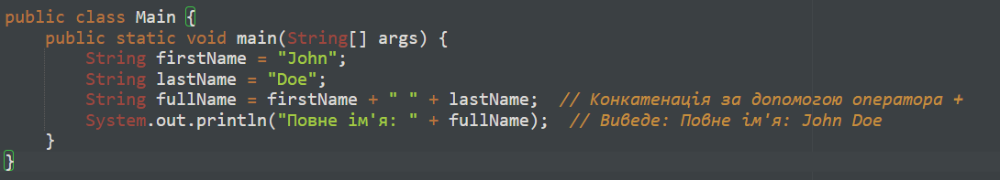 public class Main {
    public static void main(String[] args) {
        String firstName = "John";
        String lastName = "Doe";
        String fullName = firstName + " " + lastName;  // Конкатенація за допомогою оператора +
        System.out.println("Повне ім'я: " + fullName);  // Виведе: Повне ім'я: John Doe
    }
}